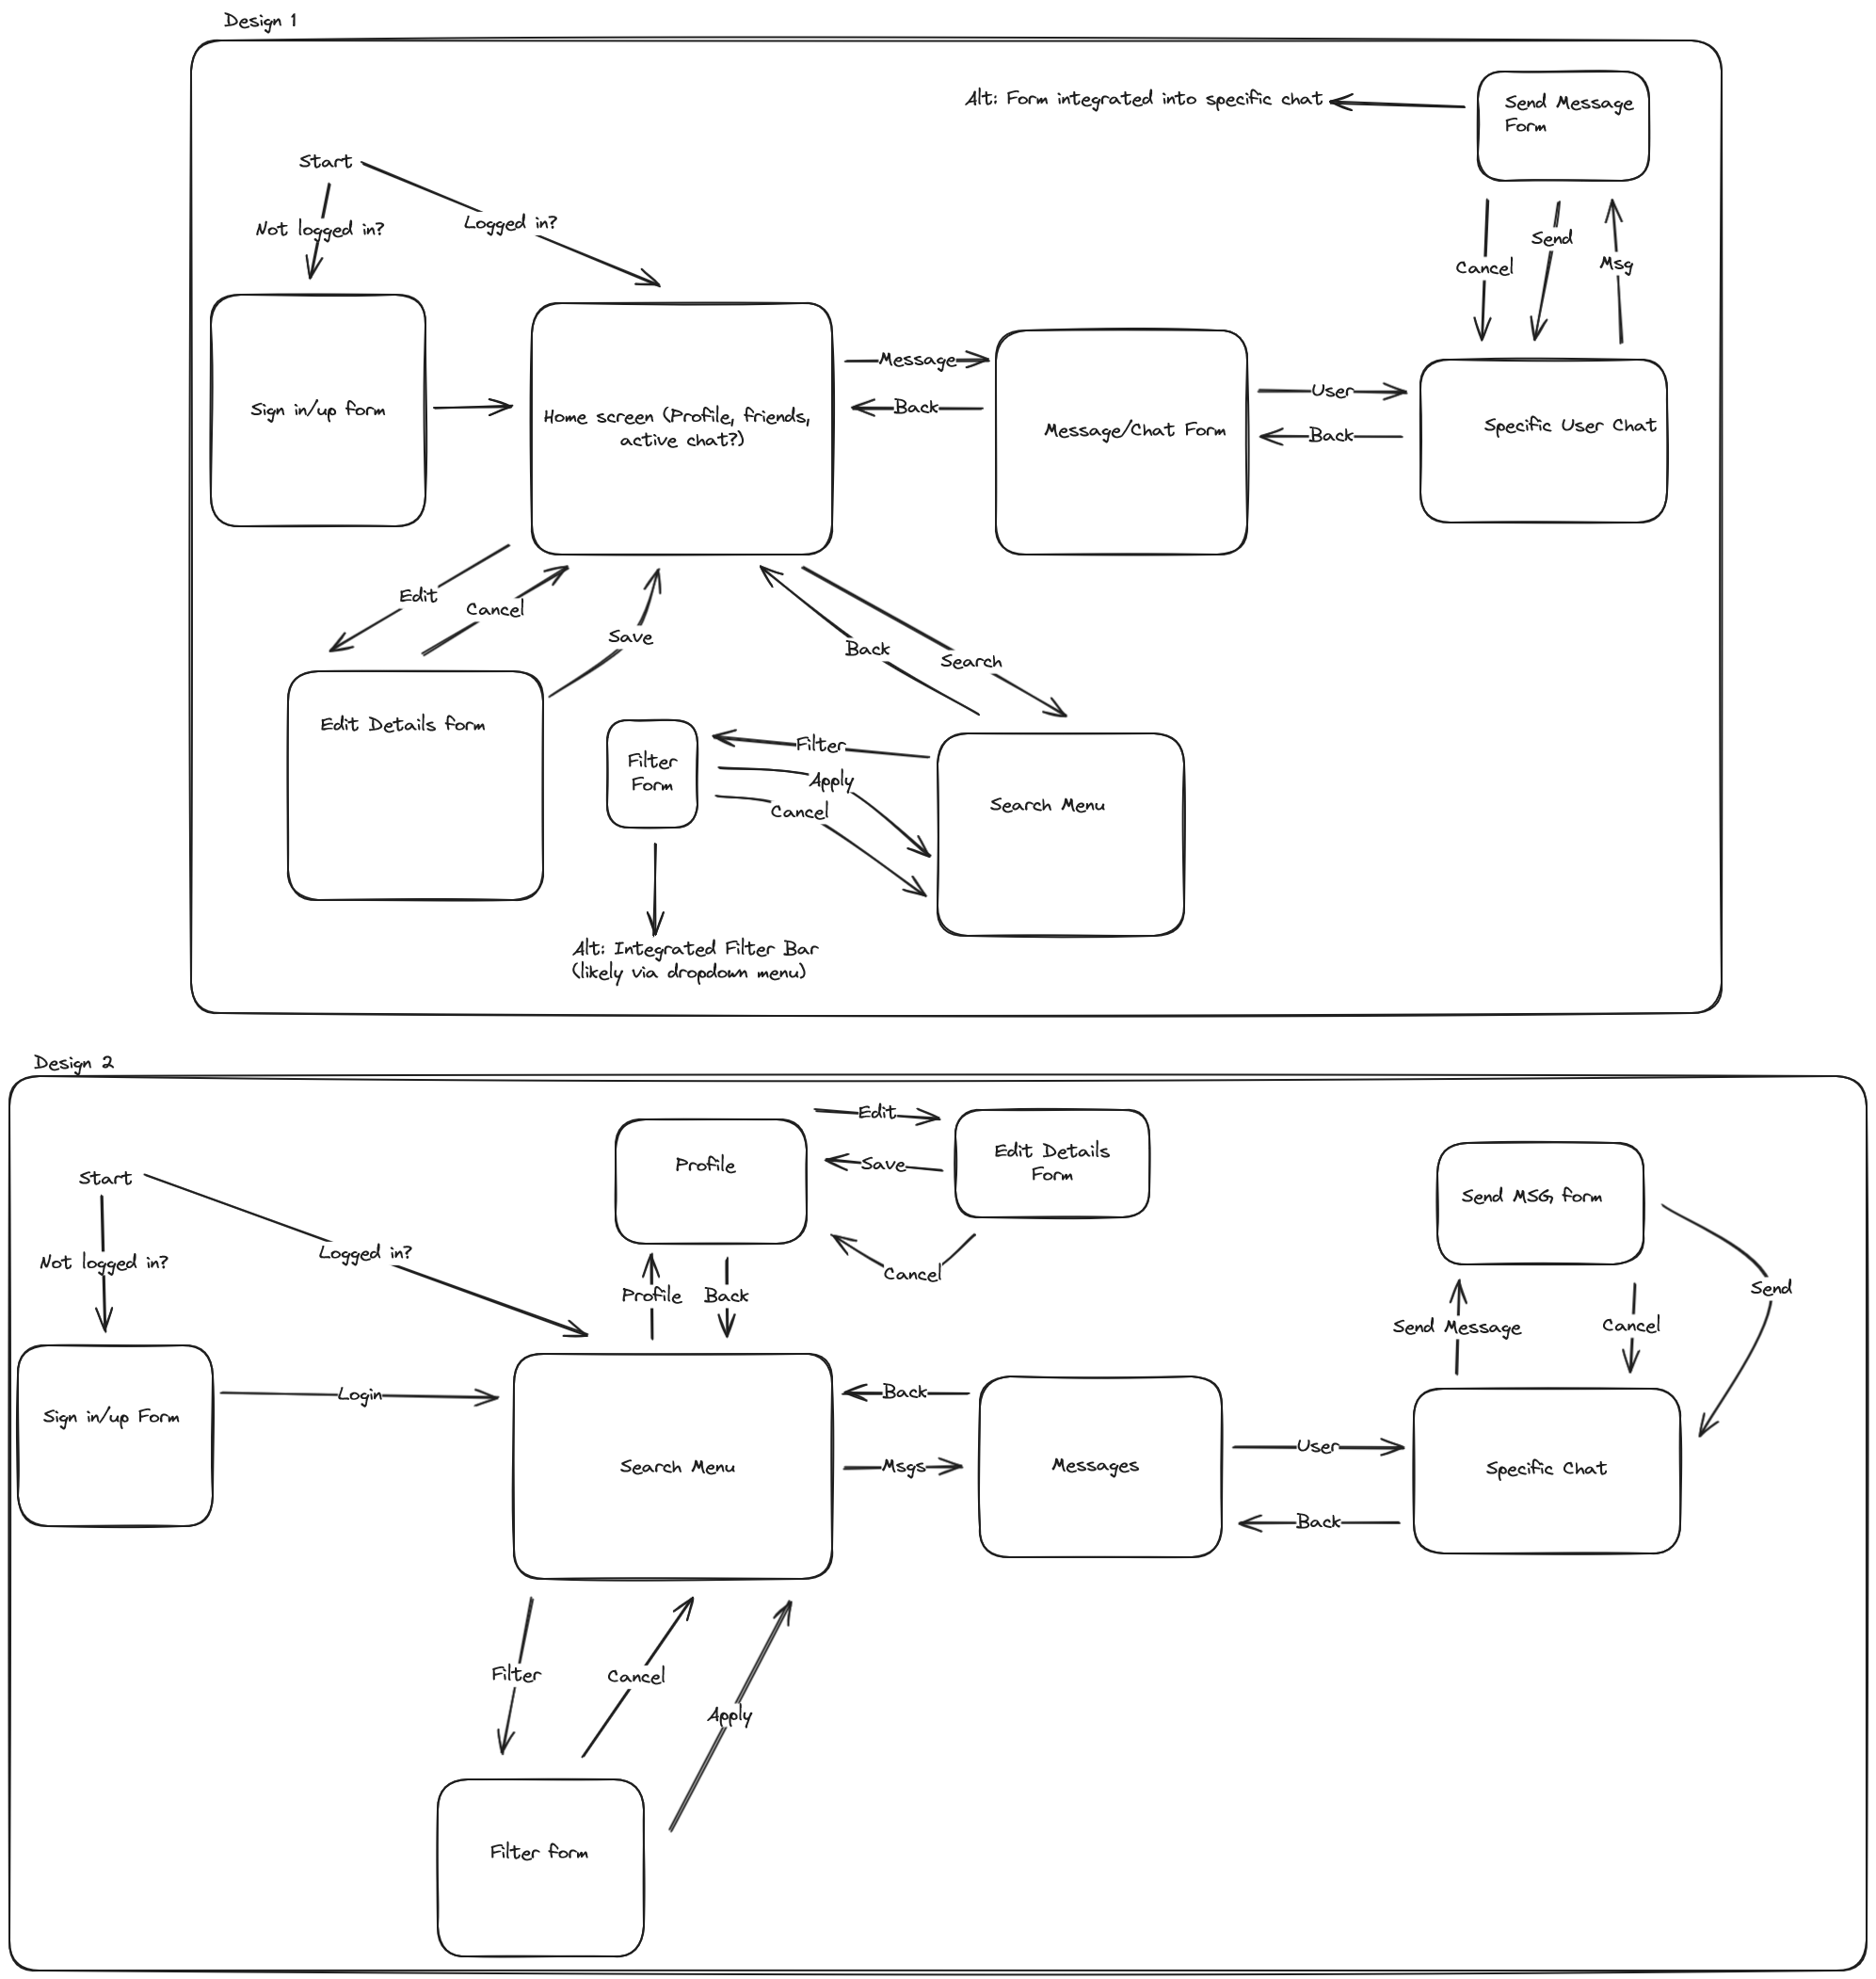 Design 1
Alt: Form integrated into specific chat
Send Message
Form
Start
Not logged in?
Logged in?
Cancel
Send
Msg
Sign in/up form
Home screen (Profile, friends,
active chat?)
Message
Back
Message/Chat Form
User
Back
Specific User Chat
Edit
Cancel
Save
Back
Search
Edit Details form
Filter
Form
Filter
Apply
Cancel
Search Menu
Alt: Integrated Filter Bar
(likely via dropdown menu)
Design 2
Start
Not logged in?
Logged in?
Profile
Edit
Save
Cancel
Edit Details
Form
Profile
Back
Send MSG form
Send Message
Cancel
Send
Sign in/up Form
Login
Search Menu
Back
Msgs
Messages
User
Back
Specific Chat
Filter
Cancel
Apply
Filter form